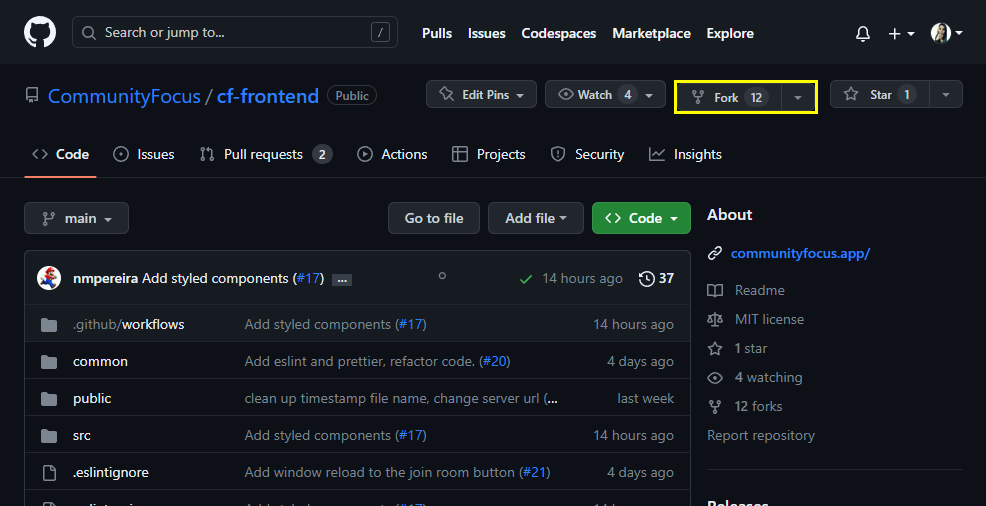 Search or jump to... /
Pulls Issues Codespaces Marketplace Explore
CommunityFocus / cf-frontend Public
Edit Pins Watch 4 Fork 12 Star 1
Code Issues Pull requests 2 Actions Projects Security Insights
main Go to file Add file Code
nmpereira Add styled components (#17) ... 14 hours ago 37
.github/workflows Add styled components (#17) 14 hours ago
common Add eslint and prettier, refactor code. (#20) 4 days ago
public clean up timestamp file name, change server url (... last week
src Add styled components (#17) 14 hours ago
.eslintignore Add window reload to the join room button (#21) 4 days ago
About
communityfocus.app/
Readme
MIT license
1 star
4 watching
12 forks
Report repository
Releases